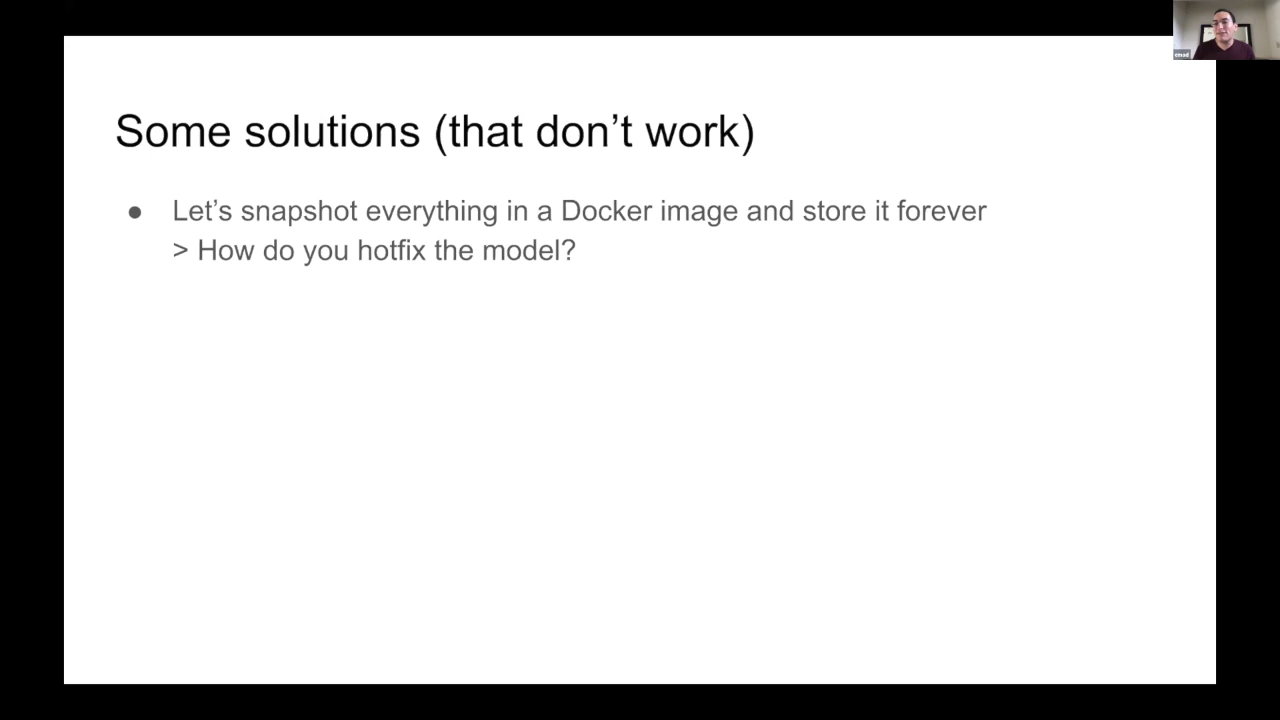 Some solutions (that don’t work)
● Let’s snapshot everything in a Docker image and store it forever
> How do you hotfix the model?
emad